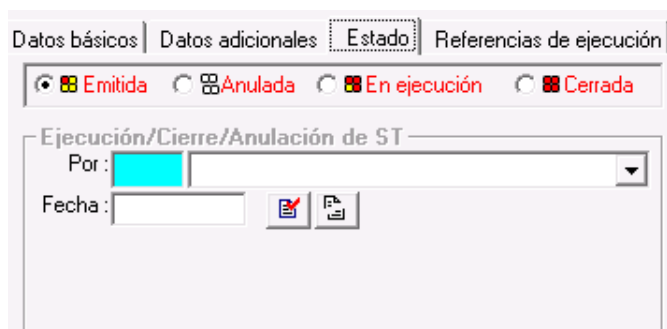 Datos básicos Datos adicionales Estado Referencias de ejecución
Emitida Anulada En ejecución Cerrada
Ejecución/Cierre/Anulación de ST
Por :
Fecha :